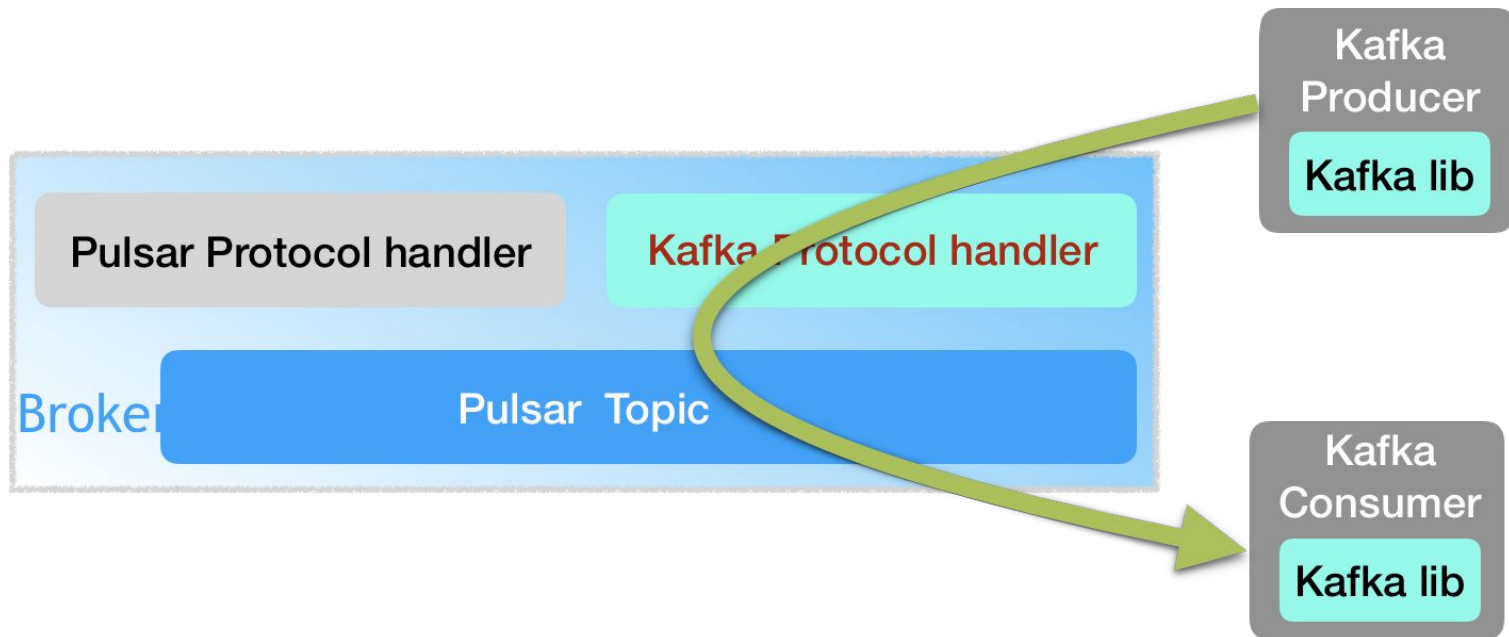 Kafka
Producer
Kafka lib
Pulsar Protocol handler
Kafka Protocol handler
Broker
Pulsar Topic
Kafka
Consumer
Kafka lib